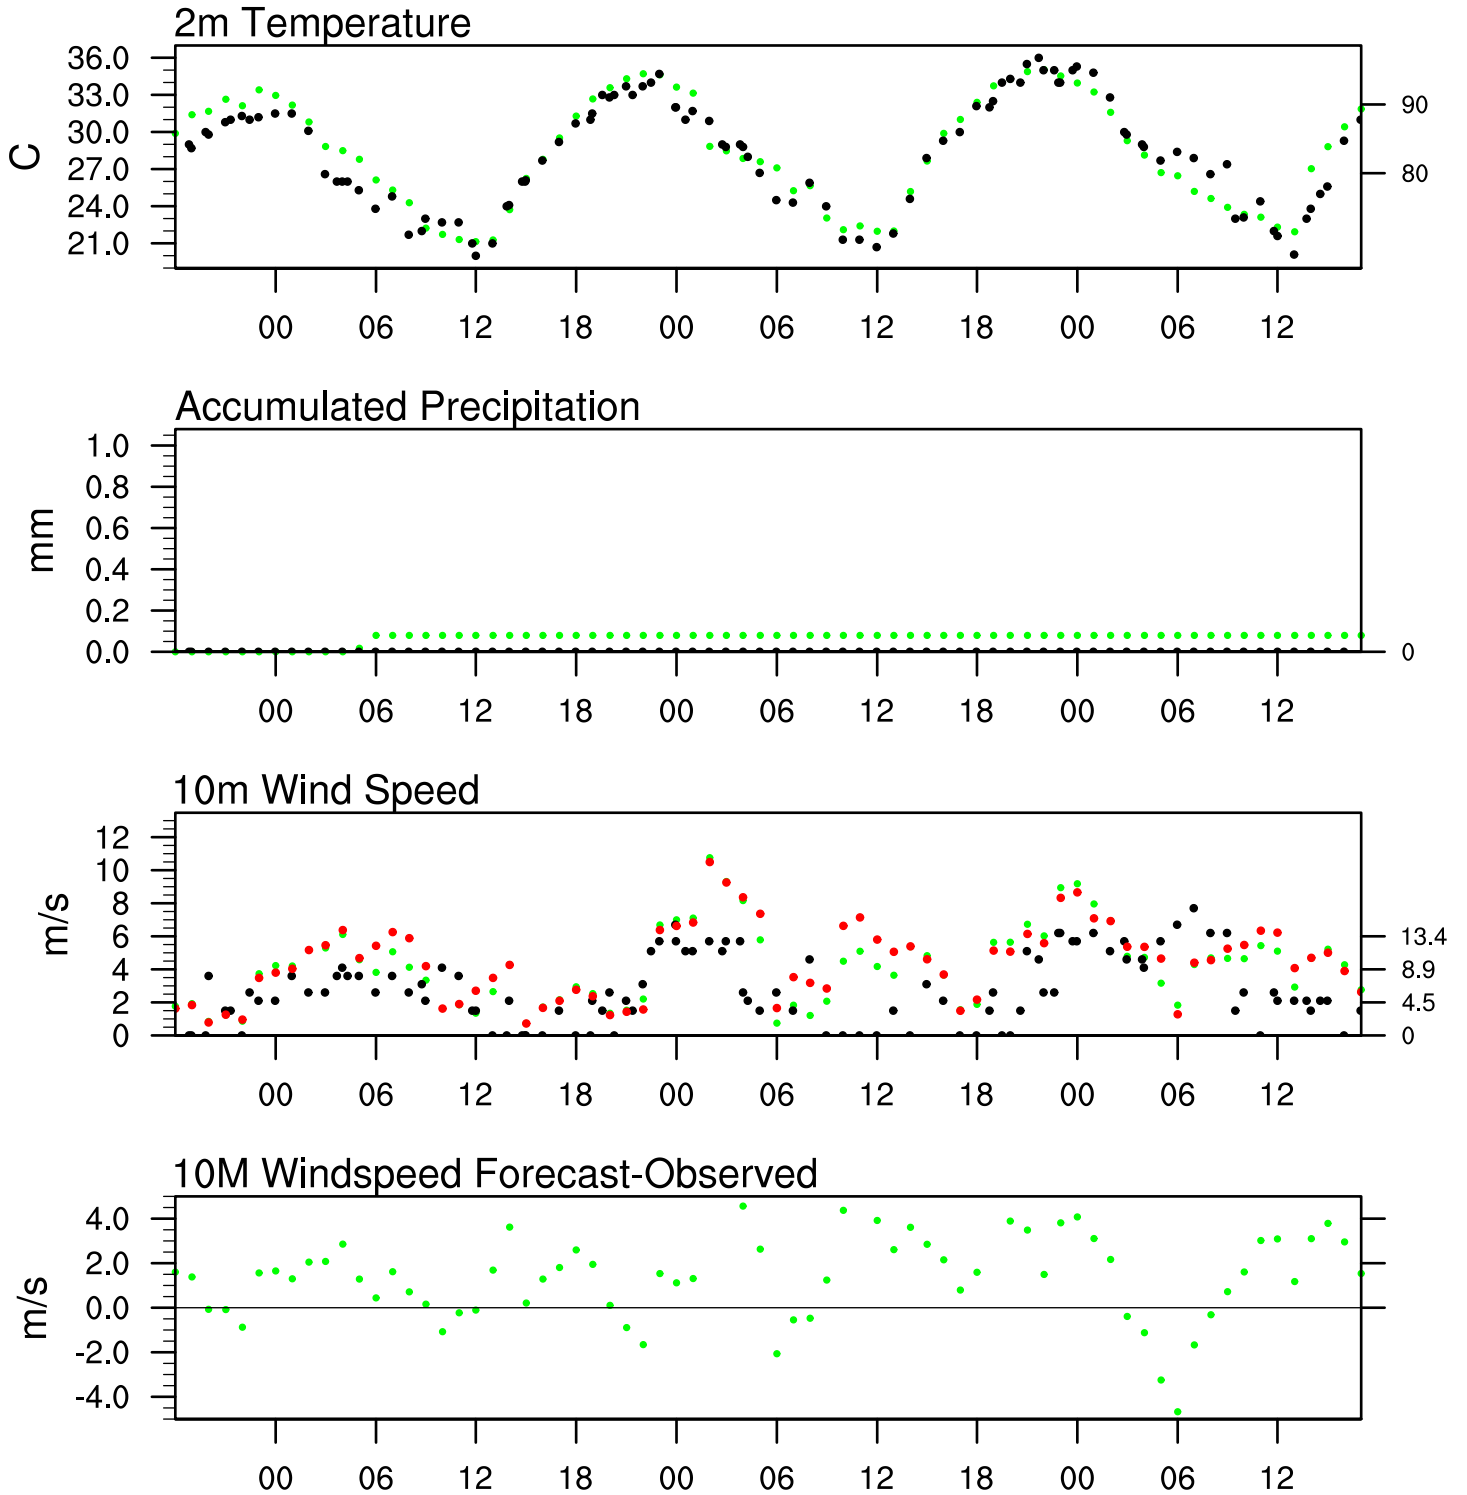 2m Temperature
36.0
33.0
30.0
27.0
24.0
21.0
C
90
80
00 06 12 18 00 06 12 18 00 06 12
Accumulated Precipitation
1.0
0.8
0.6
0.4
0.2
0.0
mm
0
00 06 12 18 00 06 12 18 00 06 12
10m Wind Speed
12
10
8
6
4
2
0
m/s
13.4
8.9
4.5
0
00 06 12 18 00 06 12 18 00 06 12
10M Windspeed Forecast-Observed
4.0
2.0
0.0
-2.0
-4.0
m/s
00 06 12 18 00 06 12 18 00 06 12